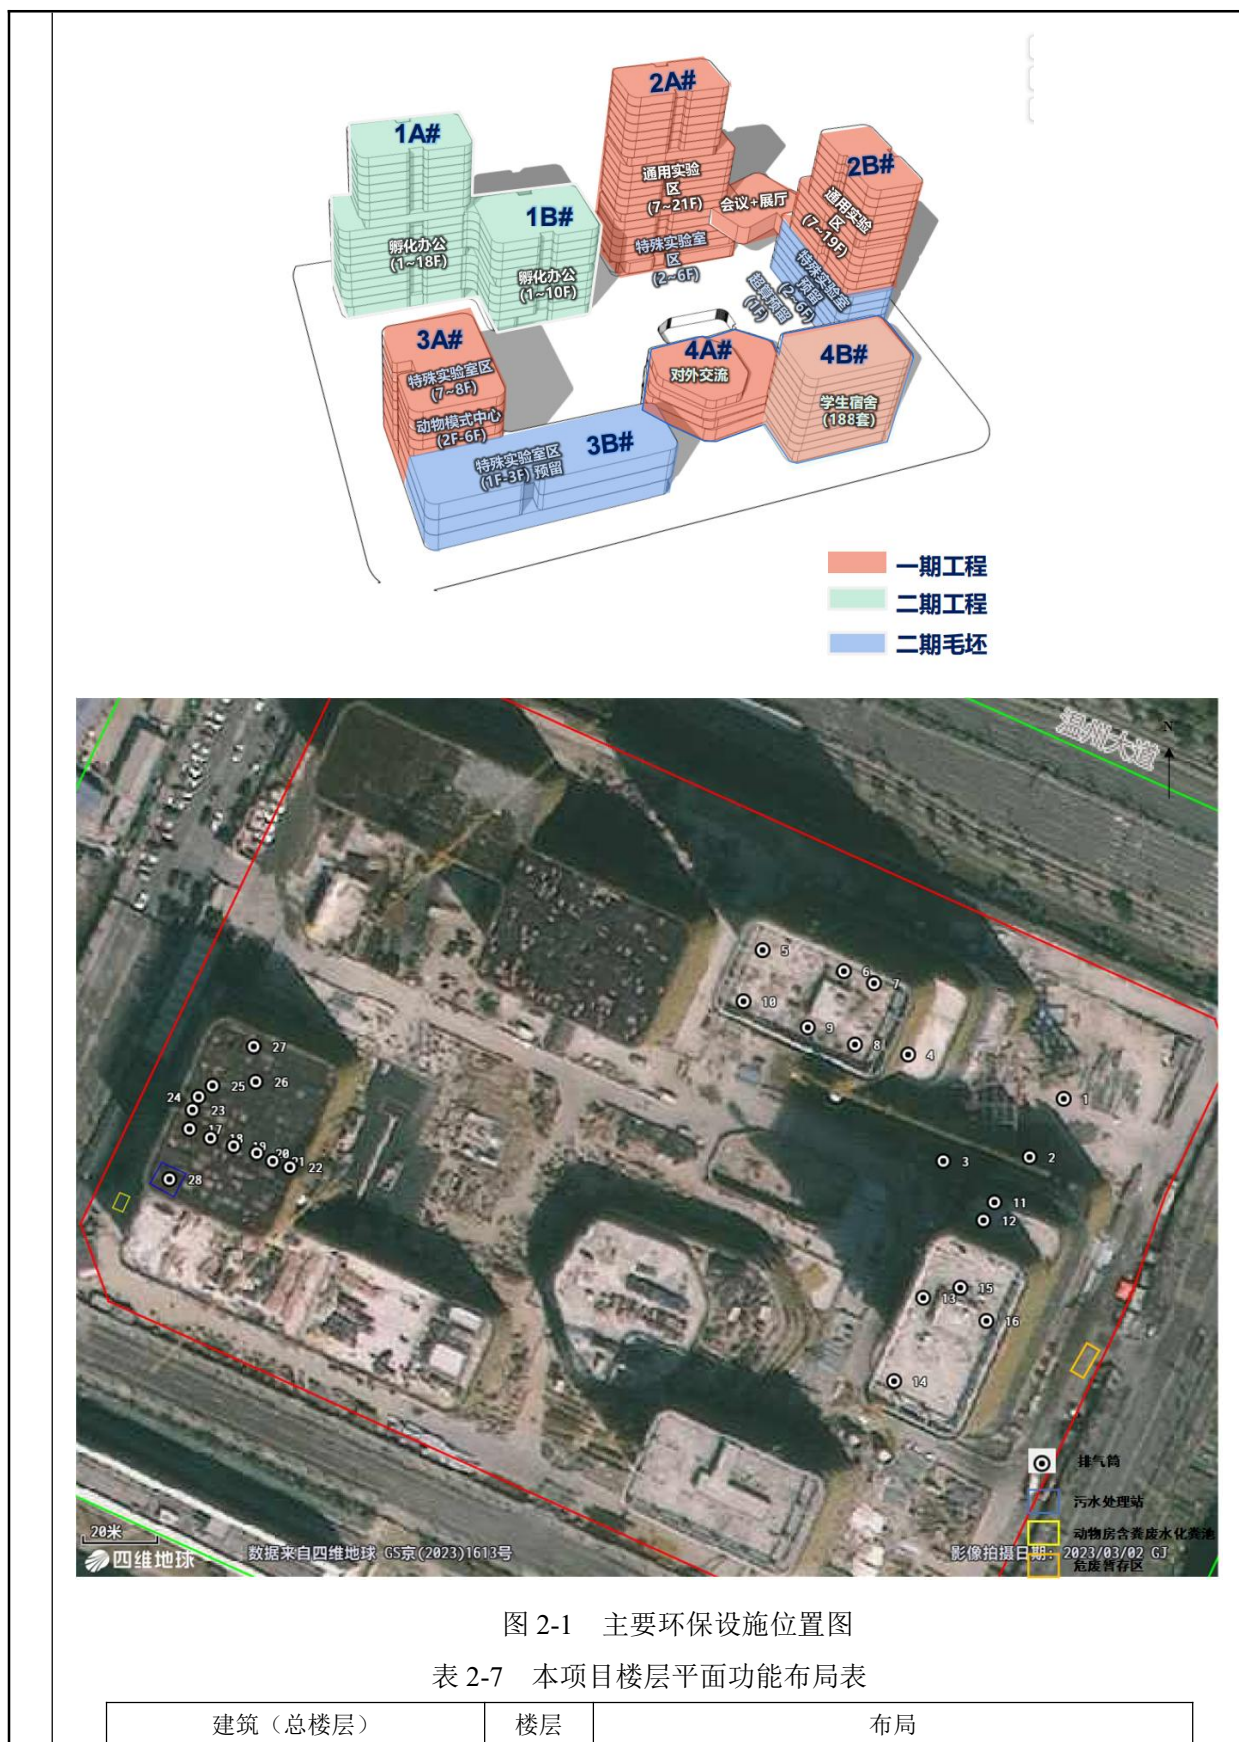 2A#
1A#
2B#
通用实验
区
(7~21F)
会议+展厅
通用实验
区
(7~19F)
1B#
孵化办公
(1~18F)
特殊实验室
区
(2~6F)
特殊实验室
预留
(2~6F)
超算预留
(1F)
孵化办公
(1~10F)
3A#
4A#
4B#
特殊实验室区
(7~8F)
对外交流
动物模式中心
(2F-6F)
学生宿舍
(188套)
3B#
特殊实验室区
(1F-3F) 预留
一期工程
二期工程
二期毛坯
温州大道
N
5
6
7
10
9
8
4
1
27
25
26
24
23
17
18
19
20
21
22
28
3
2
11
12
15
13
16
14
排气筒
污水处理站
动物房含粪废水化粪池
危废暂存区
20米
四维地球
数据来自四维地球 GS京(2023)1613号
影像拍摄日期: 2023/03/02 GJ
图 2-1 主要环保设施位置图
表 2-7 本项目楼层平面功能布局表
建筑（总楼层） 楼层 布局